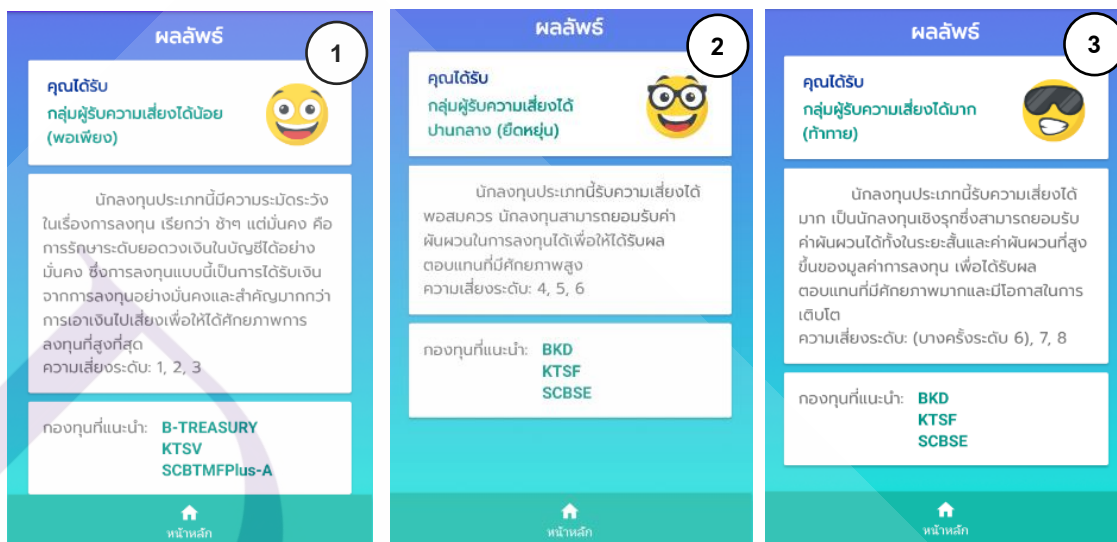 ผลลัพธ์
1
คุณได้รับ
กลุ่มผู้รับความเสี่ยงได้น้อย
(พอเพียง)
นักลงทุนประเภทนี้มีความระมัดระวัง
ในเรื่องการลงทุน เรียกว่า ช้าๆ แต่มั่นคง คือ
การรักษาระดับยอดวงเงินในบัญชีได้อย่าง
มั่นคง ซึ่งการลงทุนแบบนี้เป็นการได้รับเงิน
จากการลงทุนอย่างมั่นคงและสำคัญมากกว่า
การเอาเงินไปเสี่ยงเพื่อให้ได้ศักยภาพการ
ลงทุนที่สูงที่สุด
ความเสี่ยงระดับ: 1, 2, 3
กองทุนที่แนะนำ: B-TREASURY
KTSV
SCBTMFPlus-A
หน้าหลัก
ผลลัพธ์
2
คุณได้รับ
กลุ่มผู้รับความเสี่ยงได้
ปานกลาง (ยืดหยุ่น)
นักลงทุนประเภทนี้รับความเสี่ยงได้
พอสมควร นักลงทุนสามารถยอมรับค่า
ผันผวนในการลงทุนได้เพื่อให้ได้รับผล
ตอบแทนที่มีศักยภาพสูง
ความเสี่ยงระดับ: 4, 5, 6
กองทุนที่แนะนำ: BKD
KTSF
SCBSE
หน้าหลัก
ผลลัพธ์
3
คุณได้รับ
กลุ่มผู้รับความเสี่ยงได้มาก
(ท้าทาย)
นักลงทุนประเภทนี้รับความเสี่ยงได้
มาก เป็นนักลงทุนเชิงรุกซึ่งสามารถยอมรับ
ค่าผันผวนได้ทั้งในระยะสั้นและค่าผันผวนที่สูง
ขึ้นของมูลค่าการลงทุน เพื่อได้รับผล
ตอบแทนที่มีศักยภาพมากและมีโอกาสในการ
เติบโต
ความเสี่ยงระดับ: (บางครั้งระดับ 6), 7, 8
กองทุนที่แนะนำ: BKD
KTSF
SCBSE
หน้าหลัก